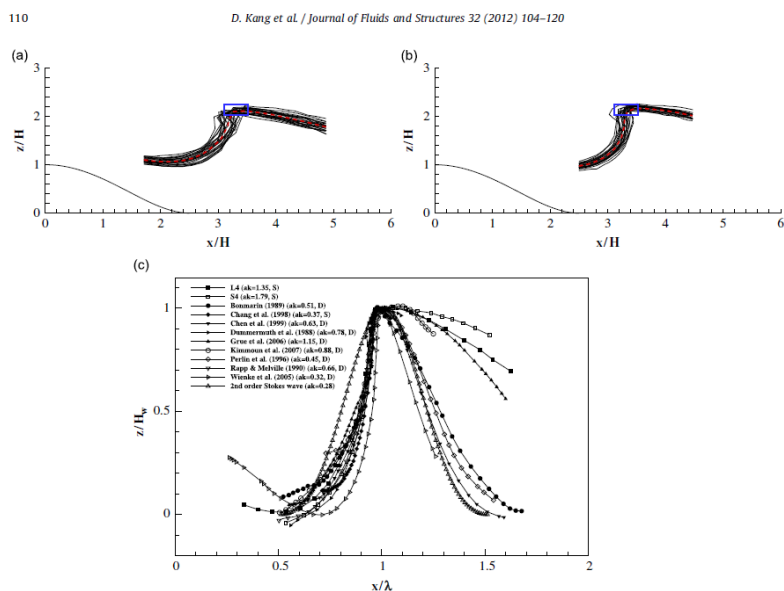 110
D. Kang et al. / Journal of Fluids and Structures 32 (2012) 104–120
(a)
(b)
3
2
1
0
z/H
0 1 2 3 4 5 6
x/H
3
2
1
0
z/H
0 1 2 3 4 5 6
x/H
(c)
L4 (ak=1.35, S)
S4 (ak=1.79, S)
Bonmarin (1989) (ak=0.51, D)
Chang et al. (1998) (ak=0.37, S)
Chen et al. (1999) (ak=0.63, D)
Dummermuth et al. (1988) (ak=0.78, D)
Grue et al. (2006) (ak=1.15, D)
Kimmoun et al. (2007) (ak=0.88, D)
Perlin et al. (1996) (ak=0.45, D)
Rapp & Melville (1990) (ak=0.66, D)
Wienke et al. (2005) (ak=0.32, D)
2nd order Stokes wave (ak=0.28)
1
0.5
0
z/Hw
0 0.5 1 1.5 2
x/λ